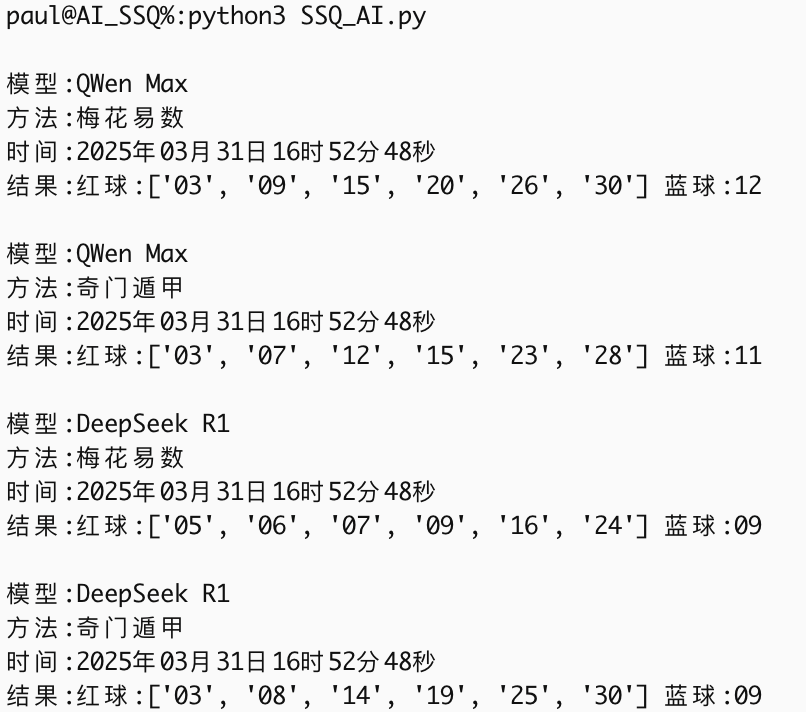 paul@AI_SSQ%:python3 SSQ_AI.py
模型:QWen Max
方法:梅花易数
时间:2025年03月31日16时52分48秒
结果:红球:['03', '09', '15', '20', '26', '30'] 蓝球:12
模型:QWen Max
方法:奇门遁甲
时间:2025年03月31日16时52分48秒
结果:红球:['03', '07', '12', '15', '23', '28'] 蓝球:11
模型:DeepSeek R1
方法:梅花易数
时间:2025年03月31日16时52分48秒
结果:红球:['05', '06', '07', '09', '16', '24'] 蓝球:09
模型:DeepSeek R1
方法:奇门遁甲
时间:2025年03月31日16时52分48秒
结果:红球:['03', '08', '14', '19', '25', '30'] 蓝球:09